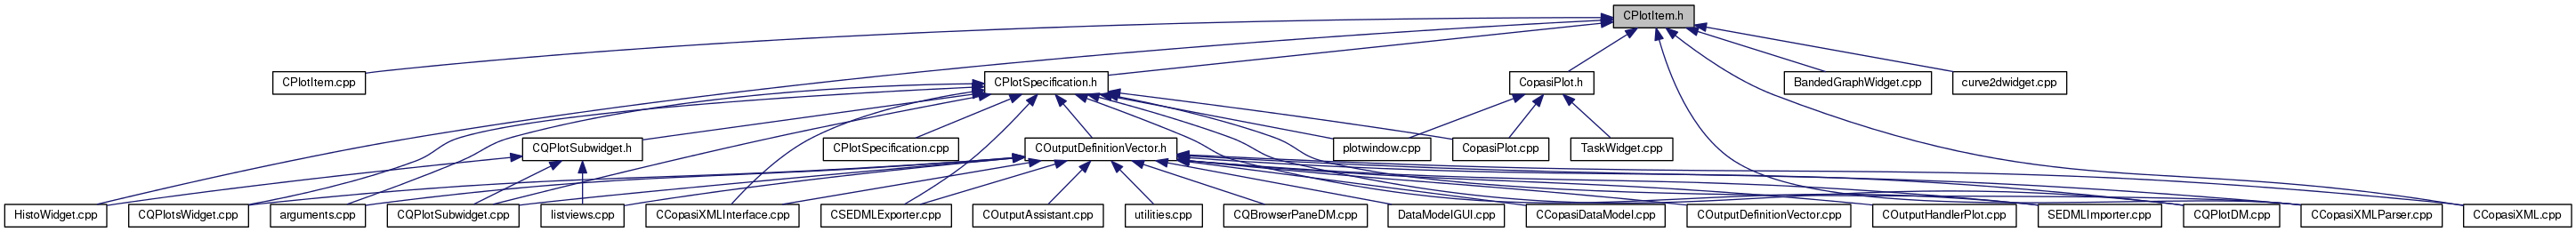 CPlotItem.h
CPlotItem.cpp
CPlotSpecification.h
CopasiPlot.h
BandedGraphWidget.cpp
curve2dwidget.cpp
CQPlotSubwidget.h
CPlotSpecification.cpp
COutputDefinitionVector.h
plotwindow.cpp
CopasiPlot.cpp
TaskWidget.cpp
HistoWidget.cpp
CQPlotsWidget.cpp
arguments.cpp
CQPlotSubwidget.cpp
listviews.cpp
CCopasiXMLInterface.cpp
CSEDMLExporter.cpp
COutputAssistant.cpp
utilities.cpp
CQBrowserPaneDM.cpp
DataModelGUI.cpp
CCopasiDataModel.cpp
COutputDefinitionVector.cpp
COutputHandlerPlot.cpp
SEDMLImporter.cpp
CQPlotDM.cpp
CCopasiXMLParser.cpp
CCopasiXML.cpp